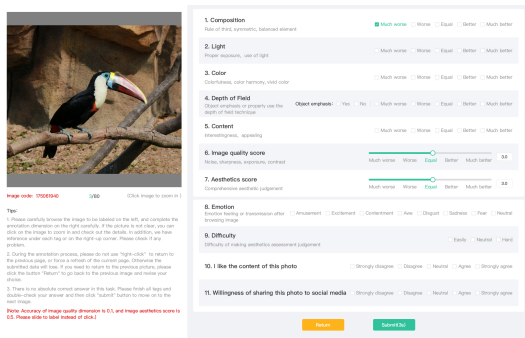 Image code: 176061940
3/80
(Click image to zoom in )
Tips:
1. Please carefully browse the image to be labeled on the left, and complete the
annotation dimension on the right carefully. If the picture is not clear, you can
click on the image to zoom in and check out the details. In addition, we have
reference under each tag or on the right-up corner. Please check if any
problem.
2. During the annotation process, please do not use "right-click" to return to
the previous page, or force a refresh of the current page. Otherwise the
submitted data will lose. If you need to return to the previous picture, please
click the button "Return" to go back to the previous image and revise your
choice.
3. There is no absolute correct answer in this task. Please finish all tags and
double-check your answer and then click "submit" button to move on to the
next image.
[Note: Accuracy of image quality dimension is 0.1, and image aesthetics score is
0.5. Please slide to label instead of click.]
1. Composition
Rule of third, symmetric, balanced element
Much worse Worse Equal Better Much better
2. Light
Proper exposure, use of light
Much worse Worse Equal Better Much better
3. Color
Colorfulness, color harmony, vivid color
Much worse Worse Equal Better Much better
4. Depth of Field
Object emphasis or properly use the
depth of field technique
Object emphasis: Yes No Much worse Worse Equal Better Much better
5. Content
Interestingness, appealing
Much worse Worse Equal Better Much better
6. Image quality score
Noise, sharpness, exposure, contrast
Much worse Worse Equal Better Much better
3.0
7. Aesthetics score
Comprehensive aesthetic judgement
Much worse Worse Equal Better Much better
3.0
8. Emotion
Emotion feeling or transmission after
browsing image
Amusement Excitement Contentment Awe Disgust Sadness Fear Neutral
9. Difficulty
Difficulty of making aesthetics assessment judgement
Easily Neutral Hard
10. I like the content of this photo
Strongly disagree Disagree Neutral Agree Strongly agree
11. Willingness of sharing this photo to social media
Strongly disagree Disagree Neutral Agree Strongly agree
Return
Submit(3s)